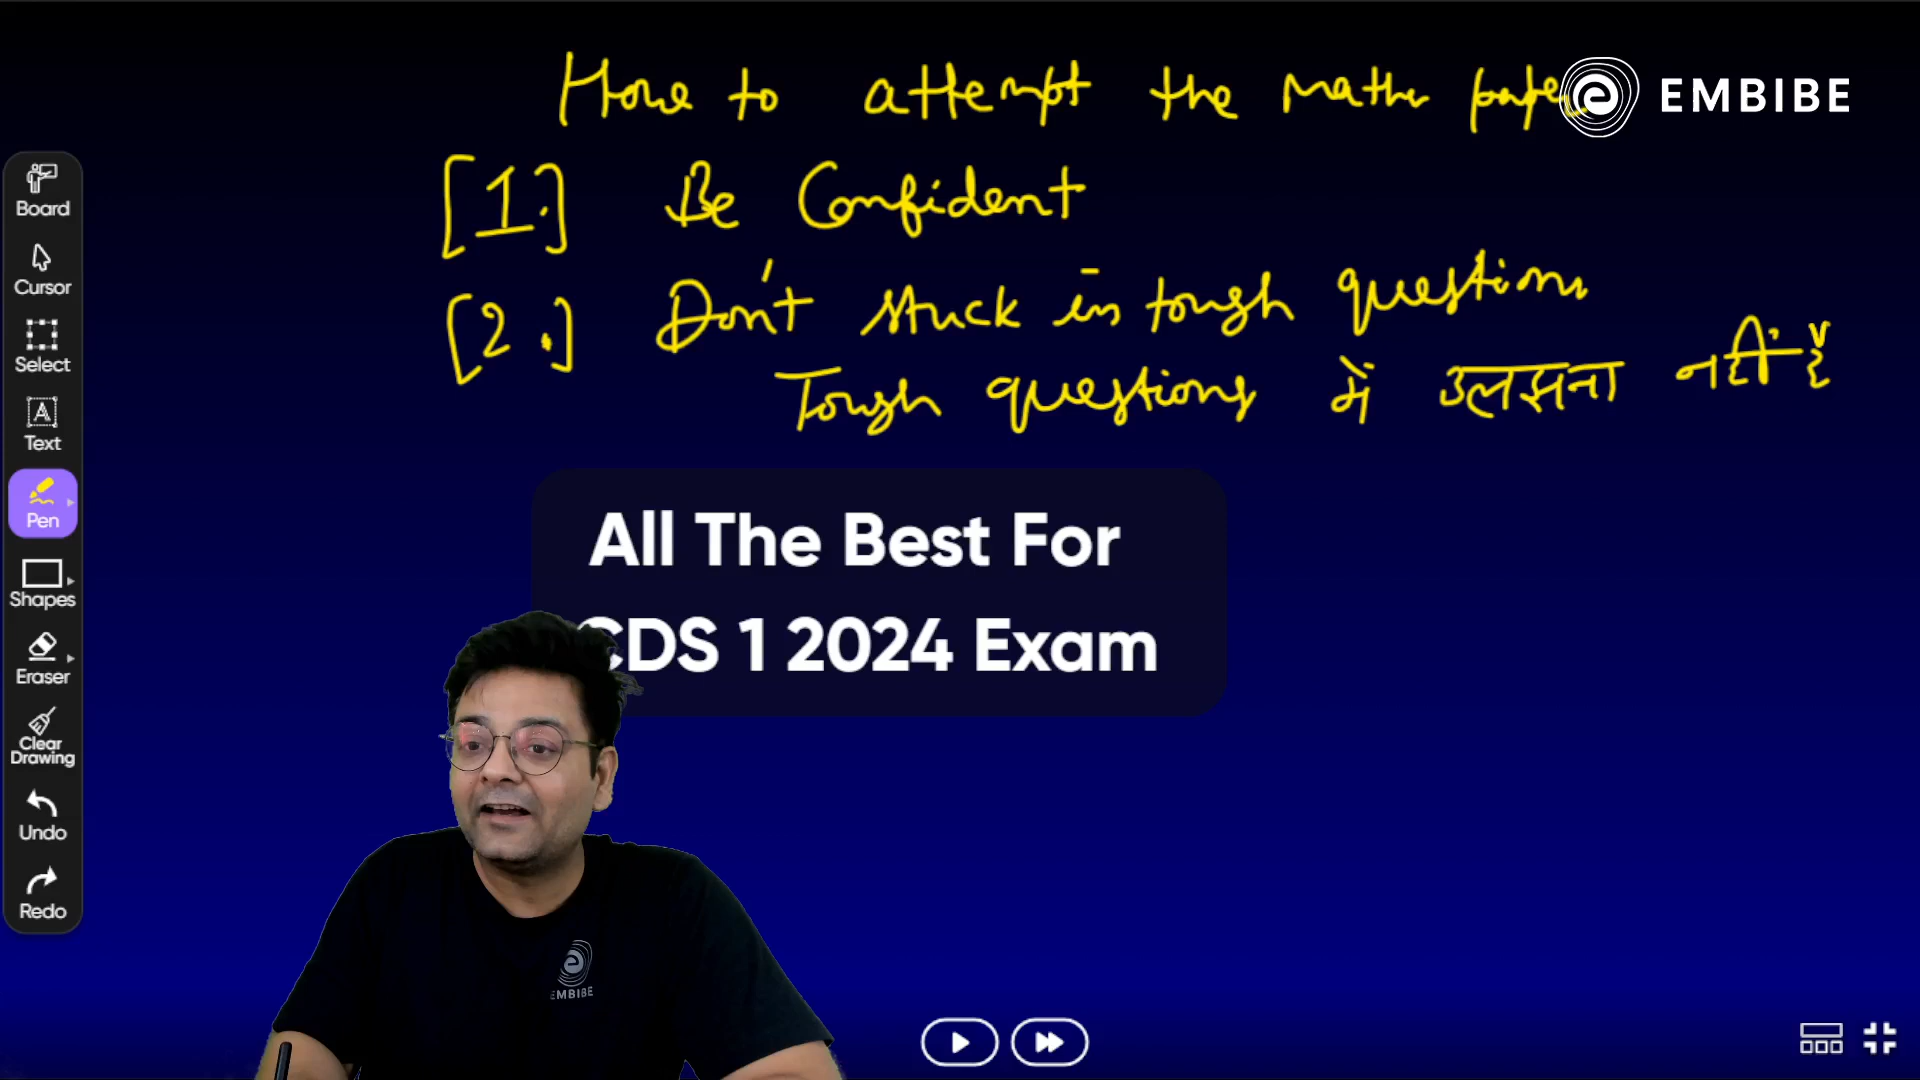 How to attempt the Maths pape
EMBIBE
[1.] Be Confident
[2.] Don't stuck in tough questions
Tough questions में उलझना नहीं है
Board
Cursor
Select
Text
Pen
Shapes
Eraser
Clear
Drawing
Undo
Redo
All The Best For
CDS 1 2024 Exam
EMBIBE